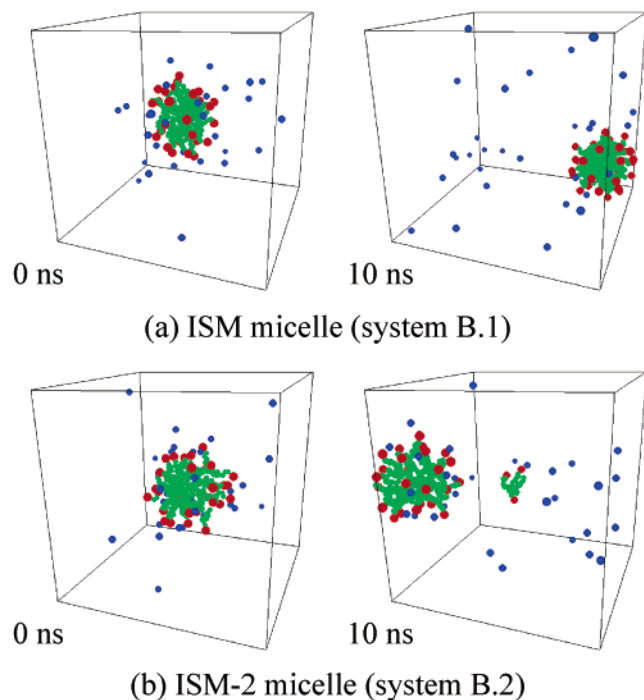 0 ns
10 ns
(a) ISM micelle (system B.1)
0 ns
10 ns
(b) ISM-2 micelle (system B.2)